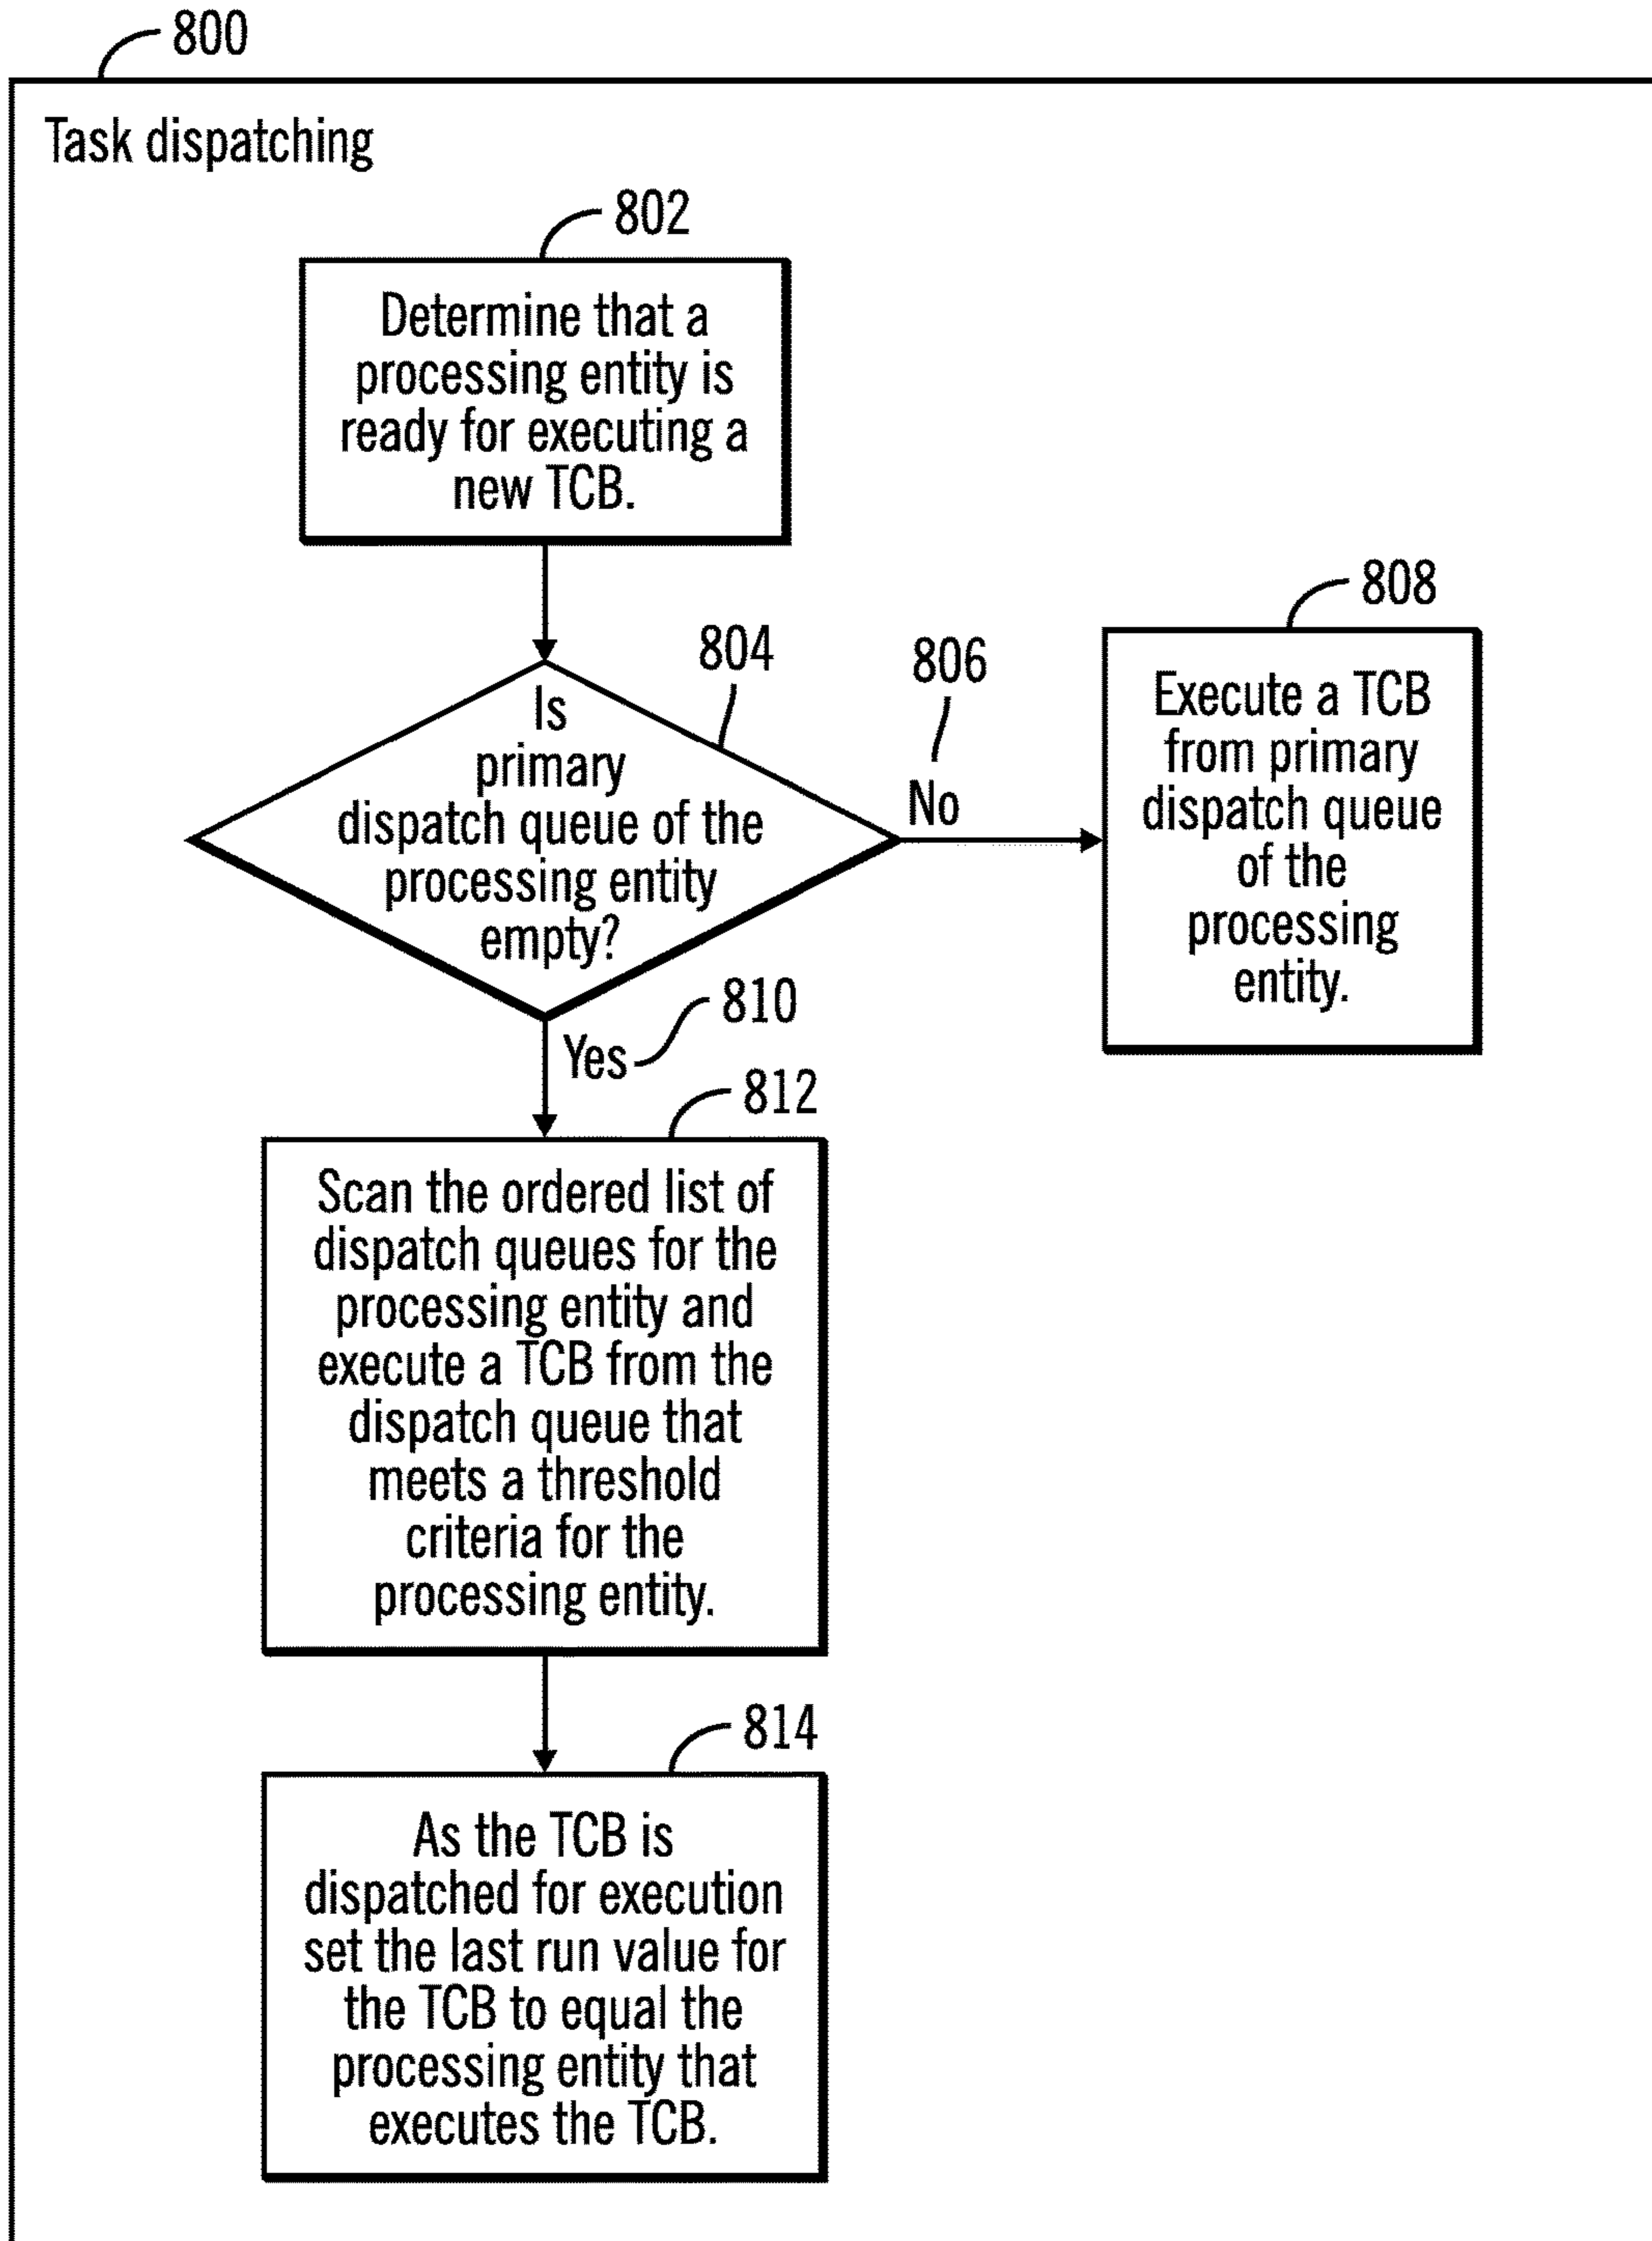 800
Task dispatching
802
Determine that a
processing entity is
ready for executing a
new TCB.
804
Is
primary
dispatch queue of the
processing entity
empty?
806
No
808
Execute a TCB
from primary
dispatch queue
of the
processing
entity.
810
Yes
812
Scan the ordered list of
dispatch queues for the
processing entity and
execute a TCB from the
dispatch queue that
meets a threshold
criteria for the
processing entity.
814
As the TCB is
dispatched for execution
set the last run value for
the TCB to equal the
processing entity that
executes the TCB.